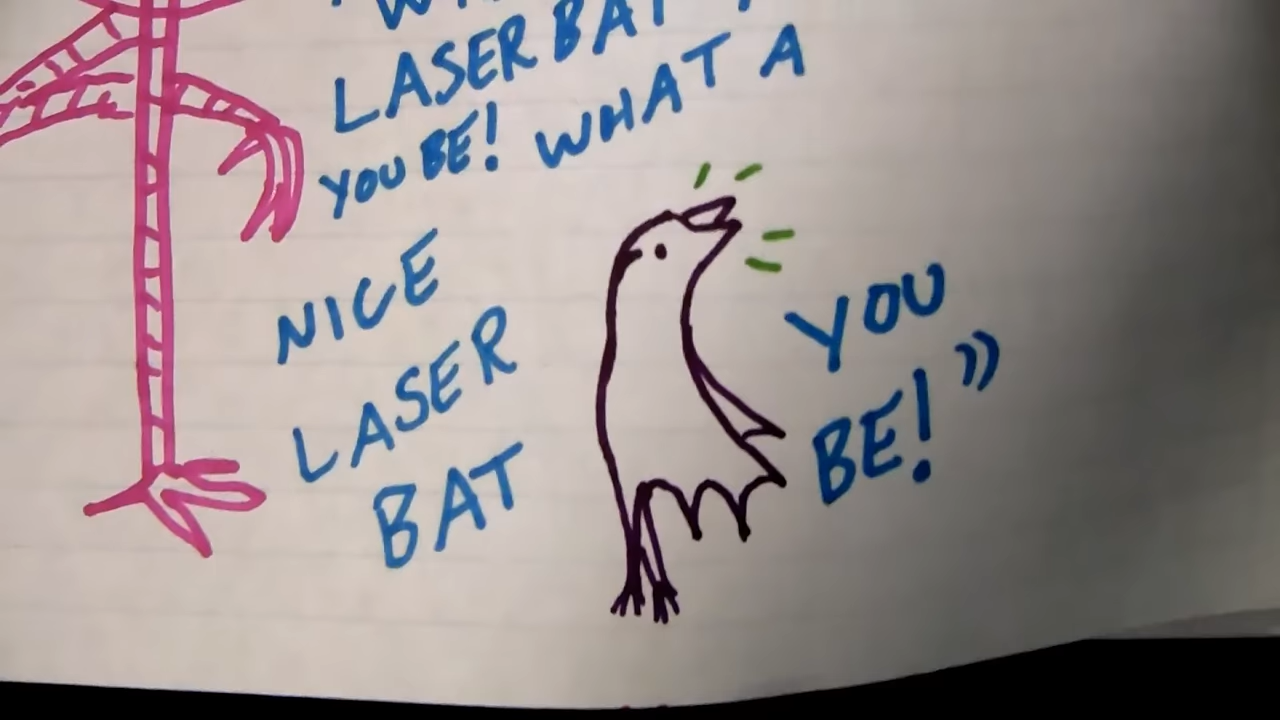 LASER BAT
YOU BE! WHAT A
NICE
LASER
BAT
YOU
BE!”